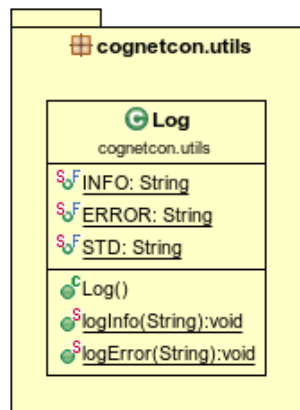 cognetcon.utils
C Log
cognetcon.utils
S F INFO: String
S F ERROR: String
S F STD: String
C Log()
S logInfo(String):void
S logError(String):void